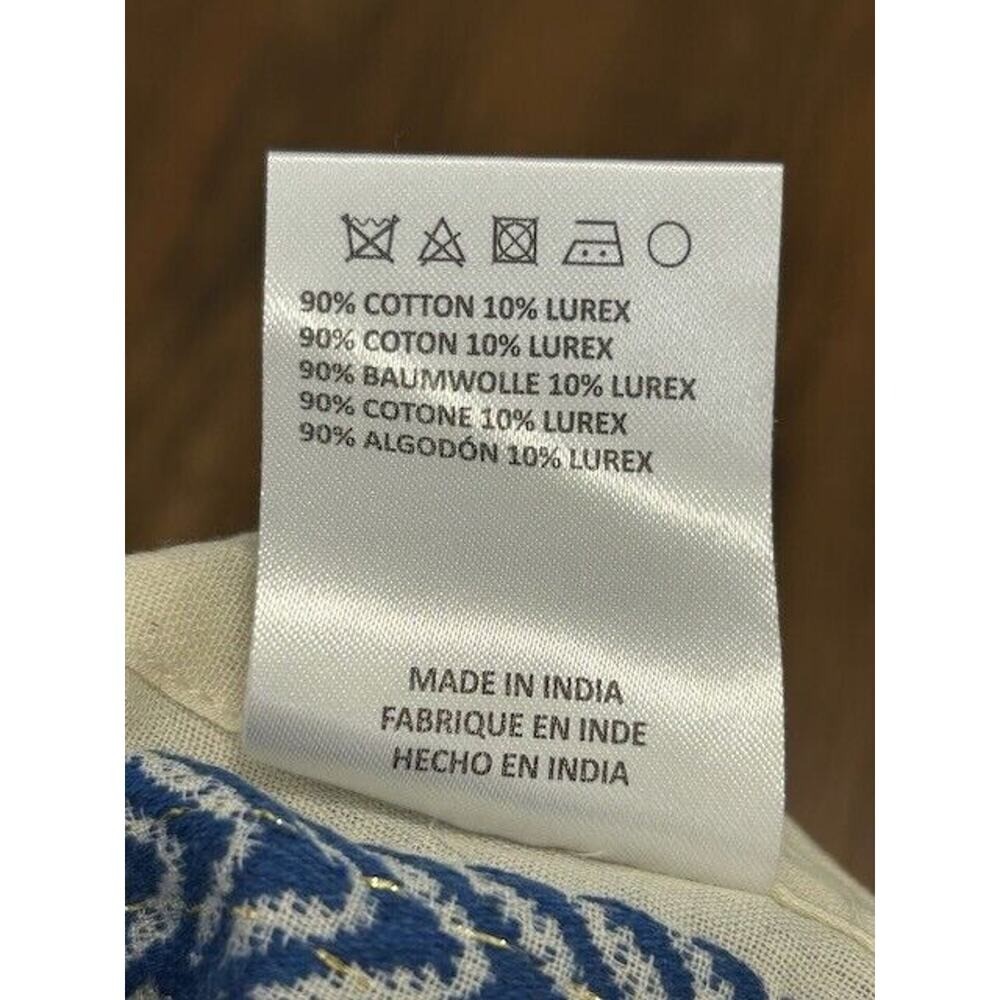 90% COTTON 10% LUREX
90% COTON 10% LUREX
90% BAUMWOLLE 10% LUREX
90% COTONE 10% LUREX
90% ALGODÓN 10% LUREX
MADE IN INDIA
FABRIQUE EN INDE
HECHO EN INDIA